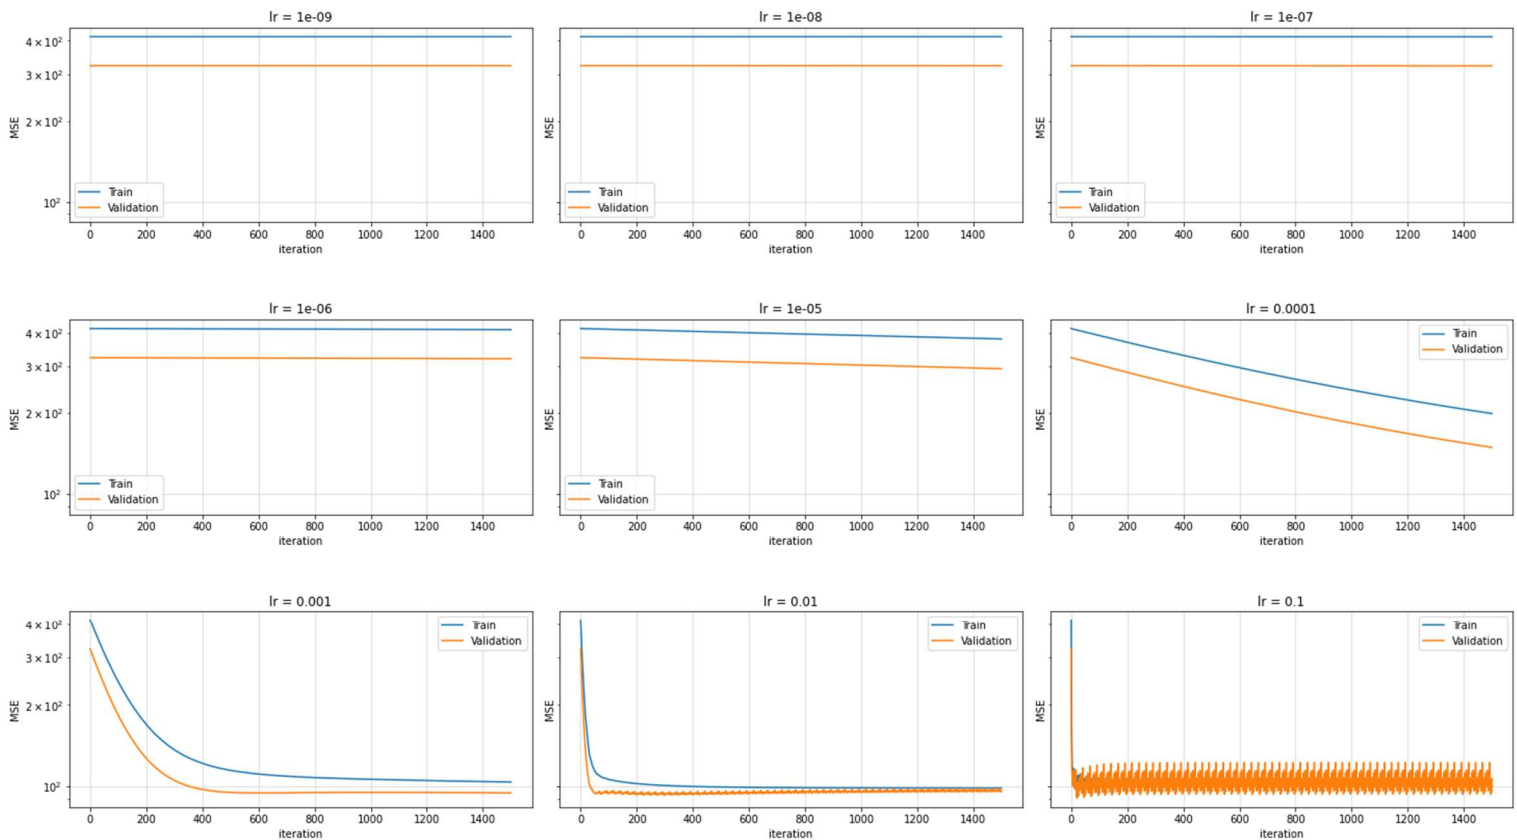 lr = 1e-09
4 × 10²
3 × 10²
2 × 10²
10²
MSE
Train
Validation
0 200 400 600 800 1000 1200 1400
iteration
lr = 1e-08
MSE
Train
Validation
0 200 400 600 800 1000 1200 1400
iteration
lr = 1e-07
MSE
Train
Validation
0 200 400 600 800 1000 1200 1400
iteration
lr = 1e-06
4 × 10²
3 × 10²
2 × 10²
10²
MSE
Train
Validation
0 200 400 600 800 1000 1200 1400
iteration
lr = 1e-05
MSE
Train
Validation
0 200 400 600 800 1000 1200 1400
iteration
lr = 0.0001
MSE
Train
Validation
0 200 400 600 800 1000 1200 1400
iteration
lr = 0.001
4 × 10²
3 × 10²
2 × 10²
10²
MSE
Train
Validation
0 200 400 600 800 1000 1200 1400
iteration
lr = 0.01
MSE
Train
Validation
0 200 400 600 800 1000 1200 1400
iteration
lr = 0.1
MSE
Train
Validation
0 200 400 600 800 1000 1200 1400
iteration